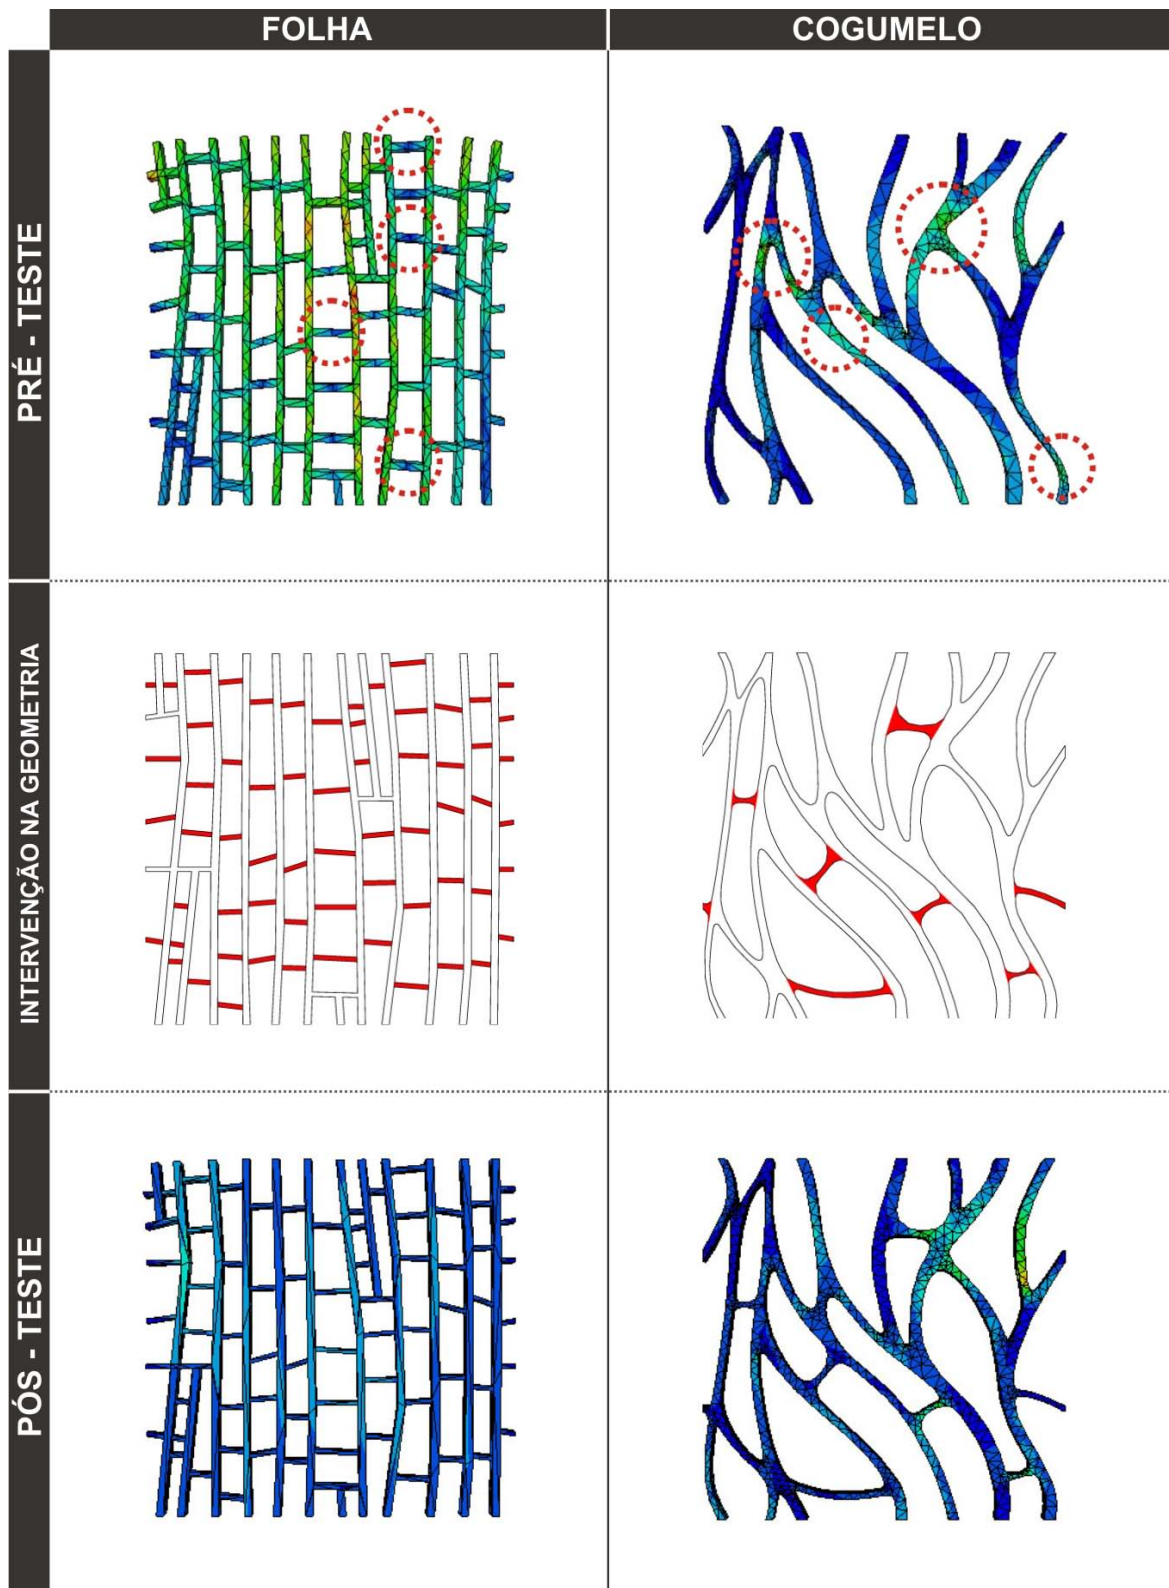 FOLHA
COGUMELO
PRÉ - TESTE
INTERVENÇÃO NA GEOMETRIA
PÓS - TESTE